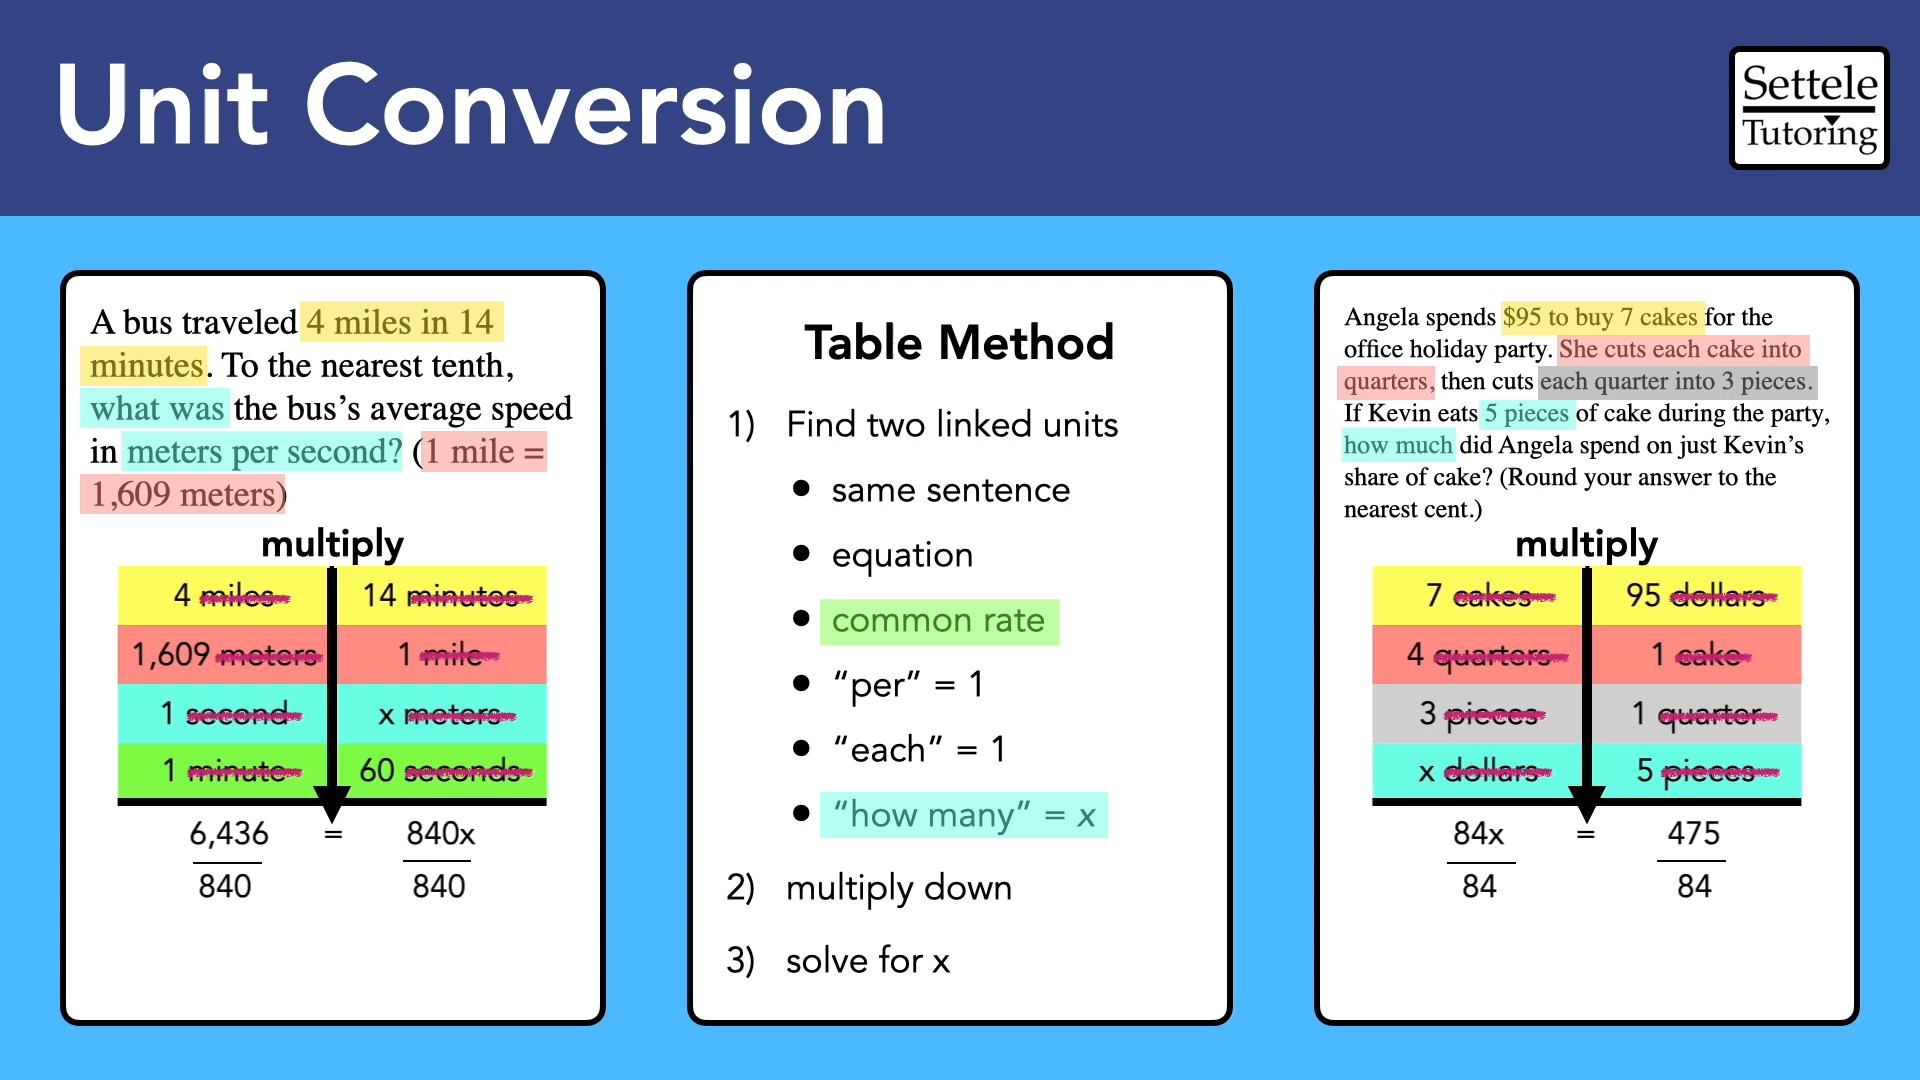 Unit Conversion
Settele
Tutoring
A bus traveled 4 miles in 14
minutes. To the nearest tenth,
what was the bus’s average speed
in meters per second? (1 mile =
1,609 meters)
multiply
4 miles 14 minutes
1,609 meters 1 mile
1 second x meters
1 minute 60 seconds
6,436 = 840x
840 840
Table Method
1) Find two linked units
• same sentence
• equation
• common rate
• “per” = 1
• “each” = 1
• “how many” = x
2) multiply down
3) solve for x
Angela spends $95 to buy 7 cakes for the
office holiday party. She cuts each cake into
quarters, then cuts each quarter into 3 pieces.
If Kevin eats 5 pieces of cake during the party,
how much did Angela spend on just Kevin’s
share of cake? (Round your answer to the
nearest cent.)
multiply
7 cakes 95 dollars
4 quarters 1 cake
3 pieces 1 quarter
x dollars 5 pieces
84x = 475
84 84